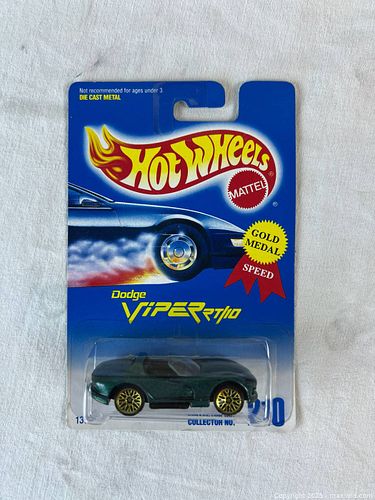 Not recommended for ages under 3
DIE CAST METAL
HOT WHEELS
®
MATTEL
®
GOLD
MEDAL
SPEED
Dodge
VIPER RT/10
13
COLLECTOR NO.